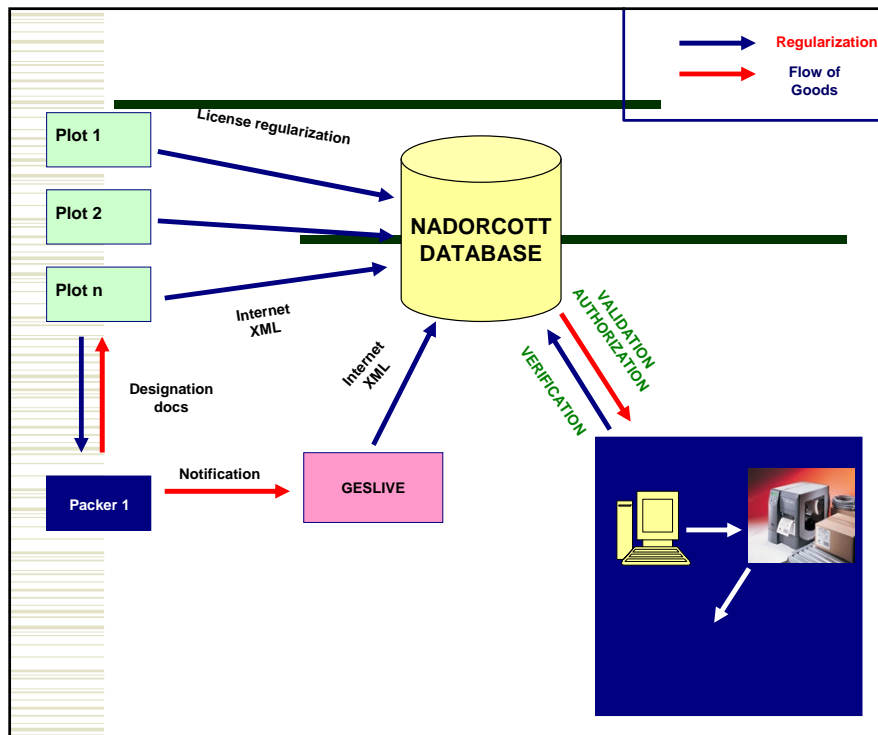 Regularization
Flow of
Goods
License regularization
Plot 1
Plot 2
Plot n
NADORCOTT
DATABASE
Internet
XML
Internet
XML
VALIDATION
AUTHORIZATION
VERIFICATION
Designation
docs
Notification
Packer 1
GESLIVE